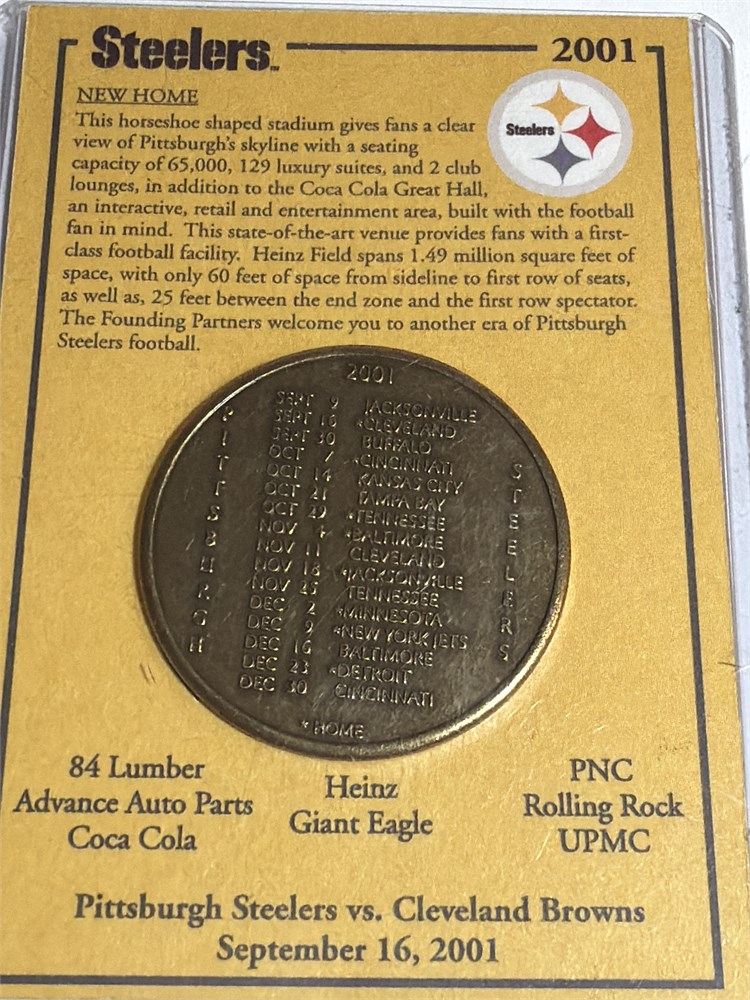 Steelers™ 2001
NEW HOME
This horseshoe shaped stadium gives fans a clear
view of Pittsburgh's skyline with a seating
capacity of 65,000, 129 luxury suites, and 2 club
lounges, in addition to the Coca Cola Great Hall,
an interactive, retail and entertainment area, built with the football
fan in mind. This state-of-the-art venue provides fans with a first-
class football facility. Heinz Field spans 1.49 million square feet of
space, with only 60 feet of space from sideline to first row of seats,
as well as, 25 feet between the end zone and the first row spectator.
The Founding Partners welcome you to another era of Pittsburgh
Steelers football.
Steelers
2001
PITTSBURGH
SEPT 9 JACKSONVILLE
SEPT 16 *CLEVELAND
SEPT 30 BUFFALO
OCT 7 *CINCINNATI
OCT 14 KANSAS CITY
OCT 21 TAMPA BAY
OCT 29 *TENNESSEE
NOV 4 *BALTIMORE
NOV 11 CLEVELAND
NOV 18 *JACKSONVILLE
NOV 25 TENNESSEE
DEC 2 *MINNESOTA
DEC 9 *NEW YORK JETS
DEC 16 BALTIMORE
DEC 23 *DETROIT
DEC 30 CINCINNATI
STEELERS
*HOME
84 Lumber
Advance Auto Parts
Coca Cola
Heinz
Giant Eagle
PNC
Rolling Rock
UPMC
Pittsburgh Steelers vs. Cleveland Browns
September 16, 2001